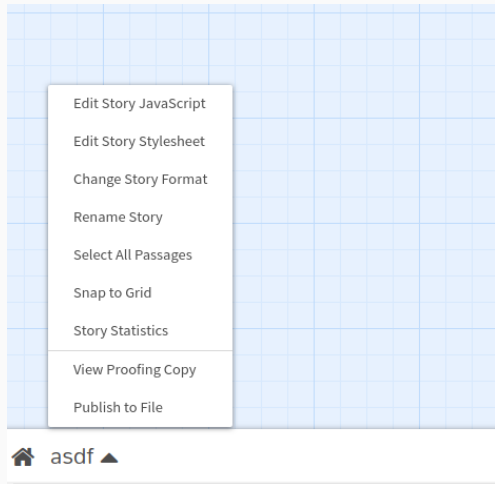 Edit Story JavaScript
Edit Story Stylesheet
Change Story Format
Rename Story
Select All Passages
Snap to Grid
Story Statistics
View Proofing Copy
Publish to File
asdf